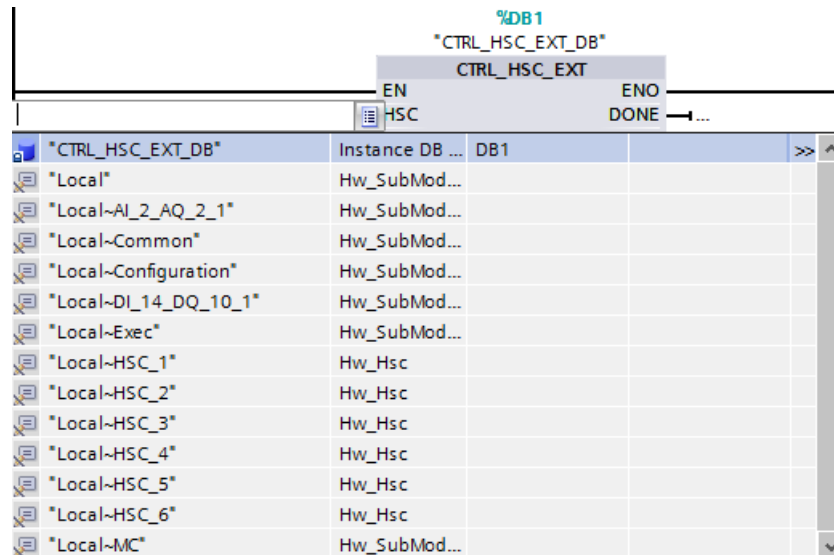 %DB1
"CTRL_HSC_EXT_DB"
CTRL_HSC_EXT
EN ENO
HSC DONE ...
"CTRL_HSC_EXT_DB" Instance DB ... DB1 >>
"Local" Hw_SubMod...
"Local~AI_2_AQ_2_1" Hw_SubMod...
"Local~Common" Hw_SubMod...
"Local~Configuration" Hw_SubMod...
"Local~DI_14_DQ_10_1" Hw_SubMod...
"Local~Exec" Hw_SubMod...
"Local~HSC_1" Hw_Hsc
"Local~HSC_2" Hw_Hsc
"Local~HSC_3" Hw_Hsc
"Local~HSC_4" Hw_Hsc
"Local~HSC_5" Hw_Hsc
"Local~HSC_6" Hw_Hsc
"Local~MC" Hw_SubMod...